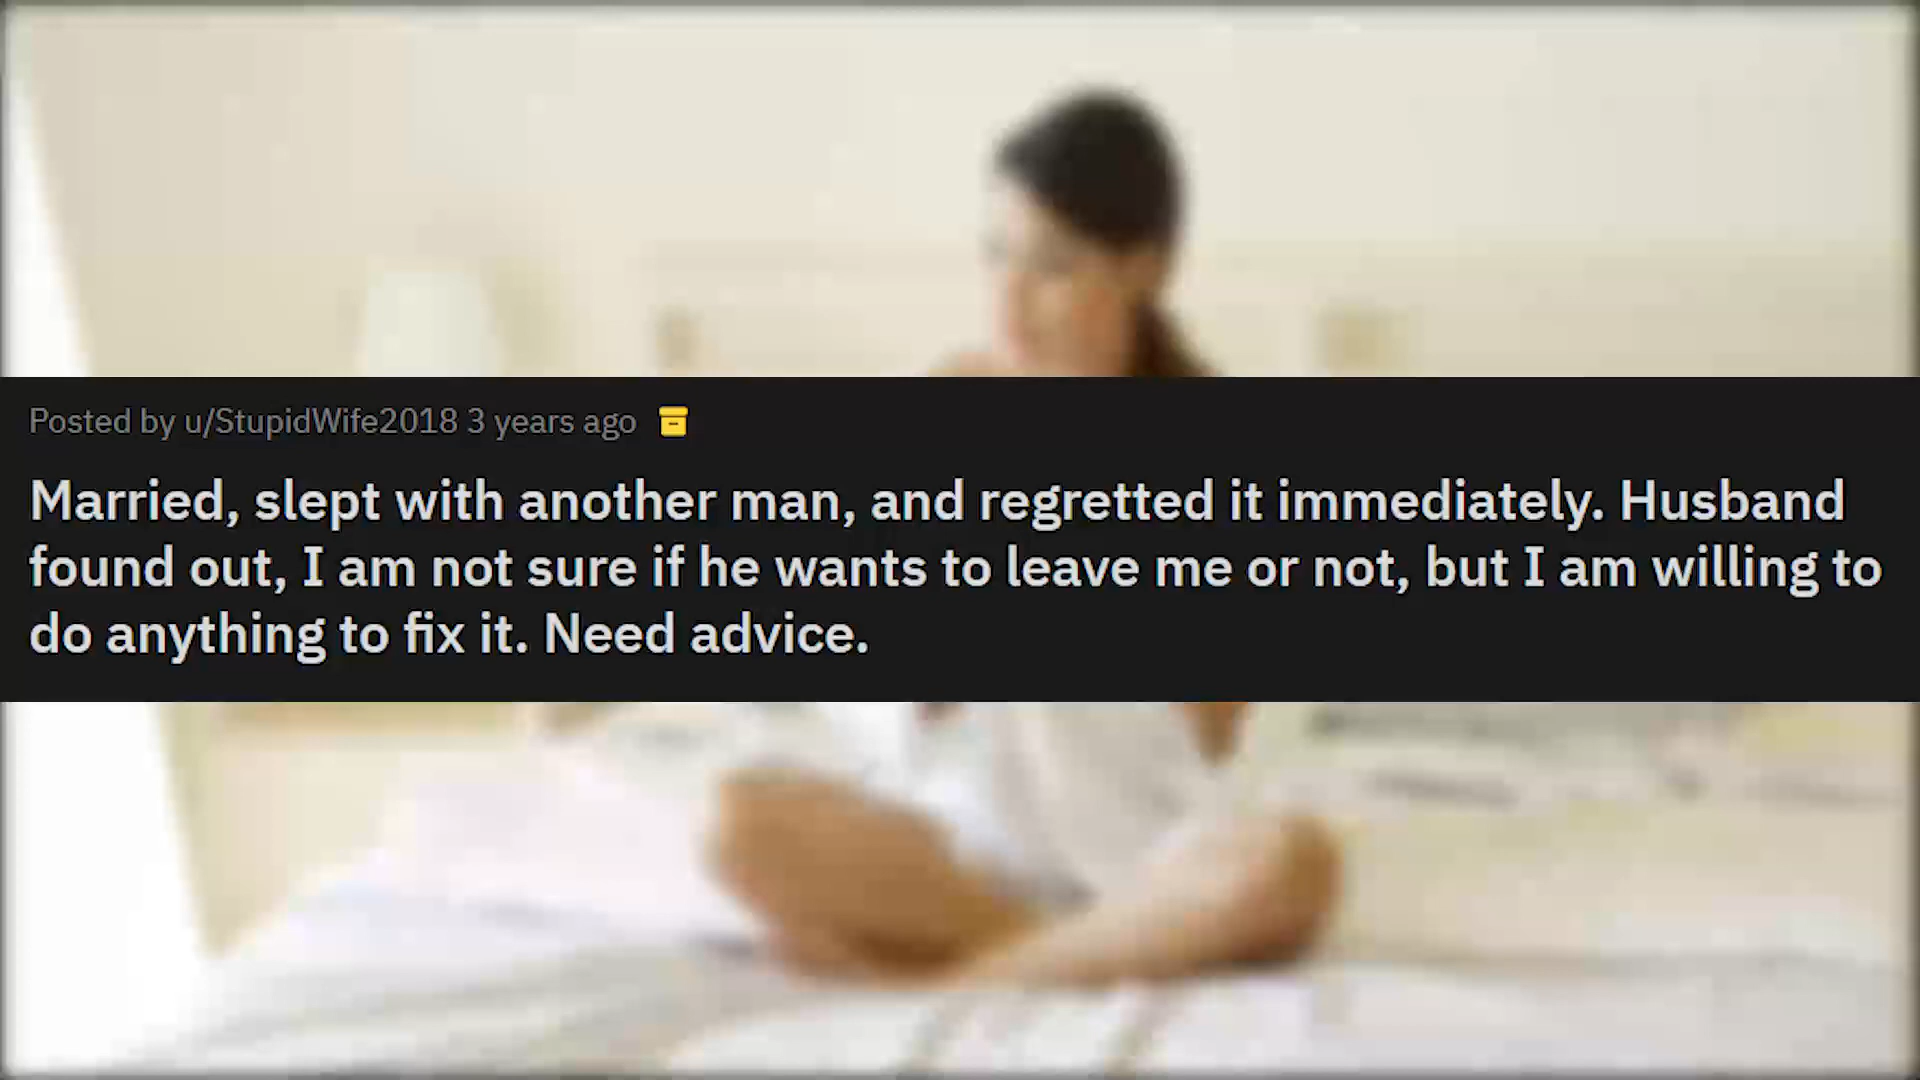 Posted by u/StupidWife2018 3 years ago
Married, slept with another man, and regretted it immediately. Husband
found out, I am not sure if he wants to leave me or not, but I am willing to
do anything to fix it. Need advice.